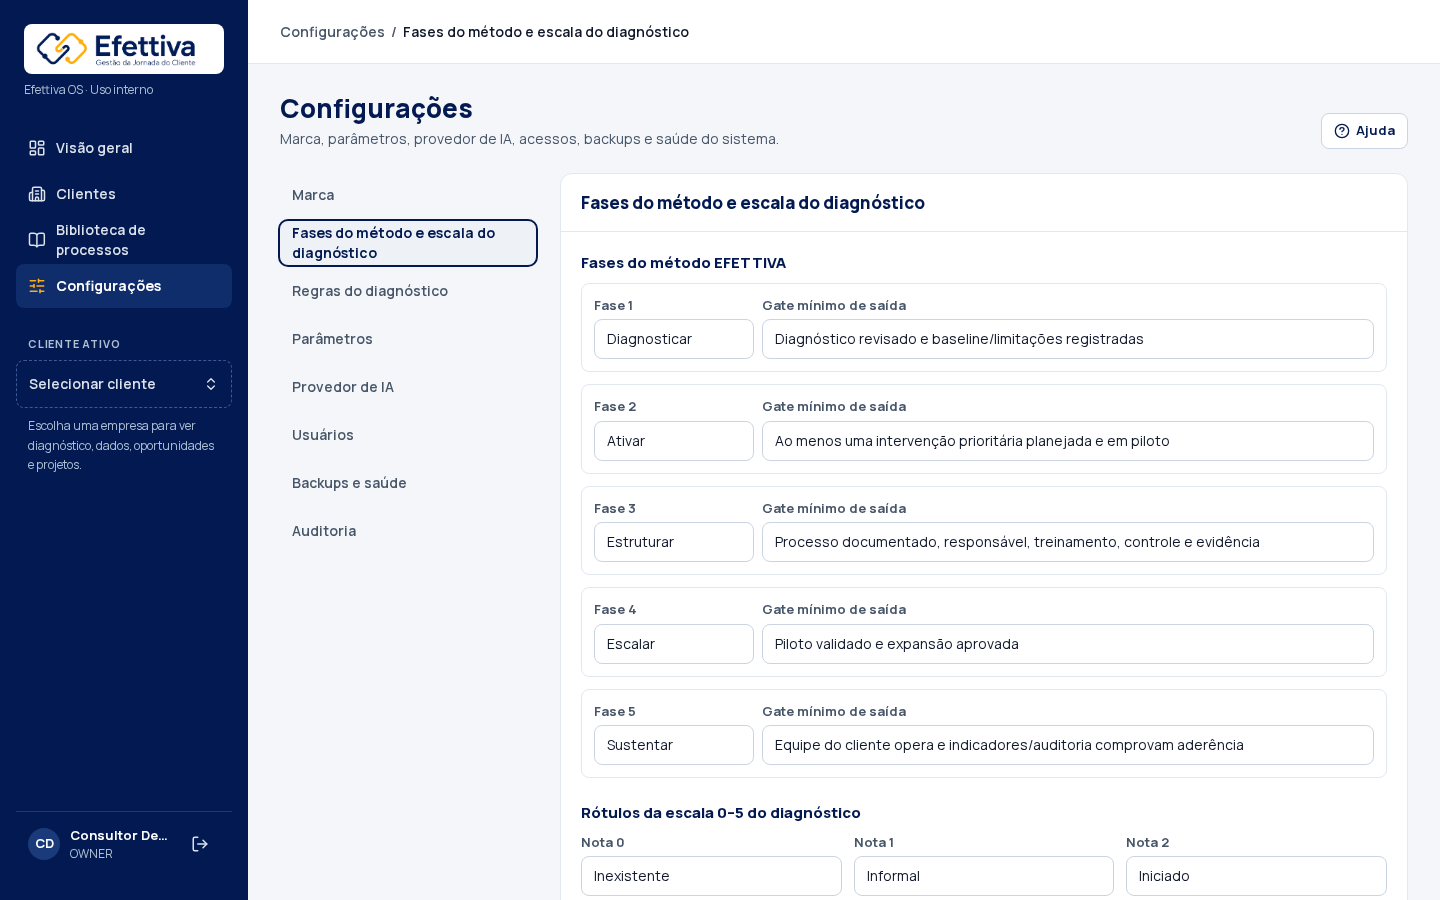 Efettiva
Gestão da Jornada do Cliente
Efettiva OS · Uso interno
Visão geral
Clientes
Biblioteca de
processos
Configurações
CLIENTE ATIVO
Selecionar cliente
Escolha uma empresa para ver
diagnóstico, dados, oportunidades
e projetos.
CD
Consultor De...
OWNER
Configurações / Fases do método e escala do diagnóstico
Configurações
Marca, parâmetros, provedor de IA, acessos, backups e saúde do sistema.
Ajuda
Marca
Fases do método e escala do
diagnóstico
Regras do diagnóstico
Parâmetros
Provedor de IA
Usuários
Backups e saúde
Auditoria
Fases do método e escala do diagnóstico
Fases do método EFETTIVA
Fase 1 Gate mínimo de saída
Diagnosticar Diagnóstico revisado e baseline/limitações registradas
Fase 2 Gate mínimo de saída
Ativar Ao menos uma intervenção prioritária planejada e em piloto
Fase 3 Gate mínimo de saída
Estruturar Processo documentado, responsável, treinamento, controle e evidência
Fase 4 Gate mínimo de saída
Escalar Piloto validado e expansão aprovada
Fase 5 Gate mínimo de saída
Sustentar Equipe do cliente opera e indicadores/auditoria comprovam aderência
Rótulos da escala 0–5 do diagnóstico
Nota 0 Nota 1 Nota 2
Inexistente Informal Iniciado